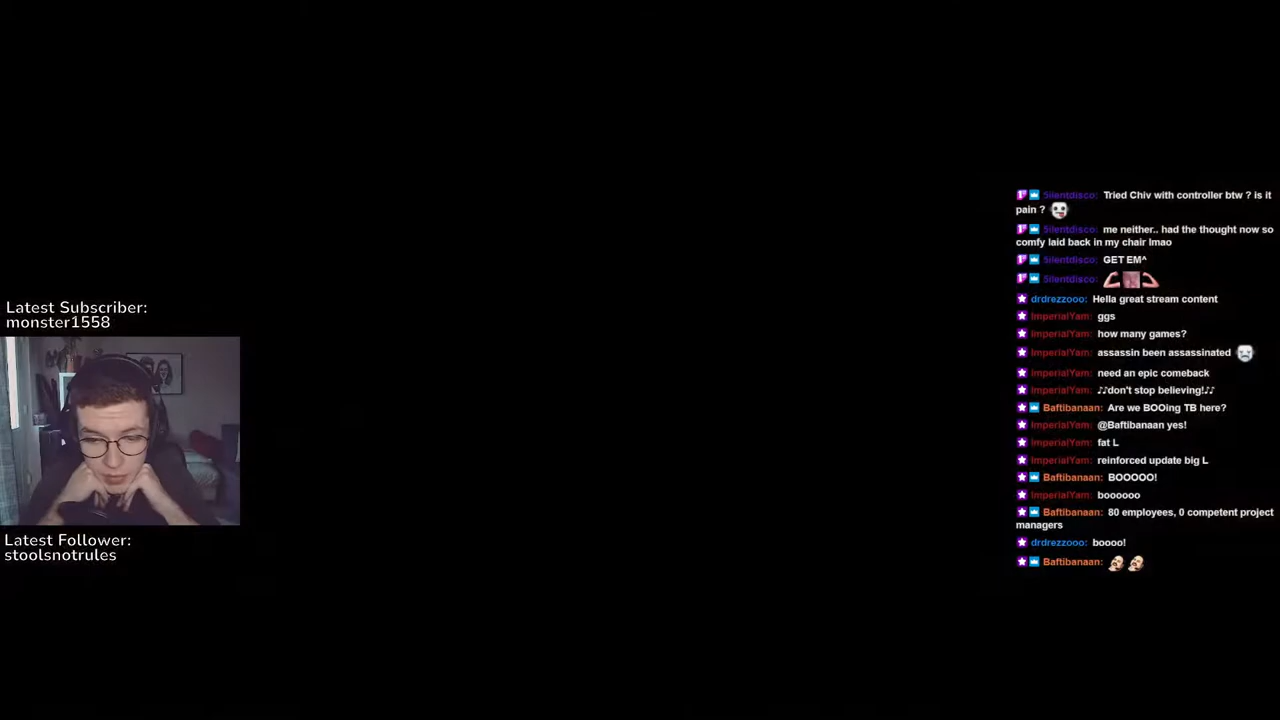 Latest Subscriber:
monster1558
Latest Follower:
stoolsnotrules
5ilentdisco: Tried Chiv with controller btw ? is it
pain ?
5ilentdisco: me neither.. had the thought now so
comfy laid back in my chair lmao
5ilentdisco: GET EM^
5ilentdisco:
drdrezzooo: Hella great stream content
ImperialYam: ggs
ImperialYam: how many games?
ImperialYam: assassin been assassinated
ImperialYam: need an epic comeback
ImperialYam: ♪♪don't stop believing!♪♪
Baftibanaan: Are we BOOing TB here?
ImperialYam: @Baftibanaan yes!
ImperialYam: fat L
ImperialYam: reinforced update big L
Baftibanaan: BOOOOO!
ImperialYam: boooooo
Baftibanaan: 80 employees, 0 competent project
managers
drdrezzooo: boooo!
Baftibanaan: